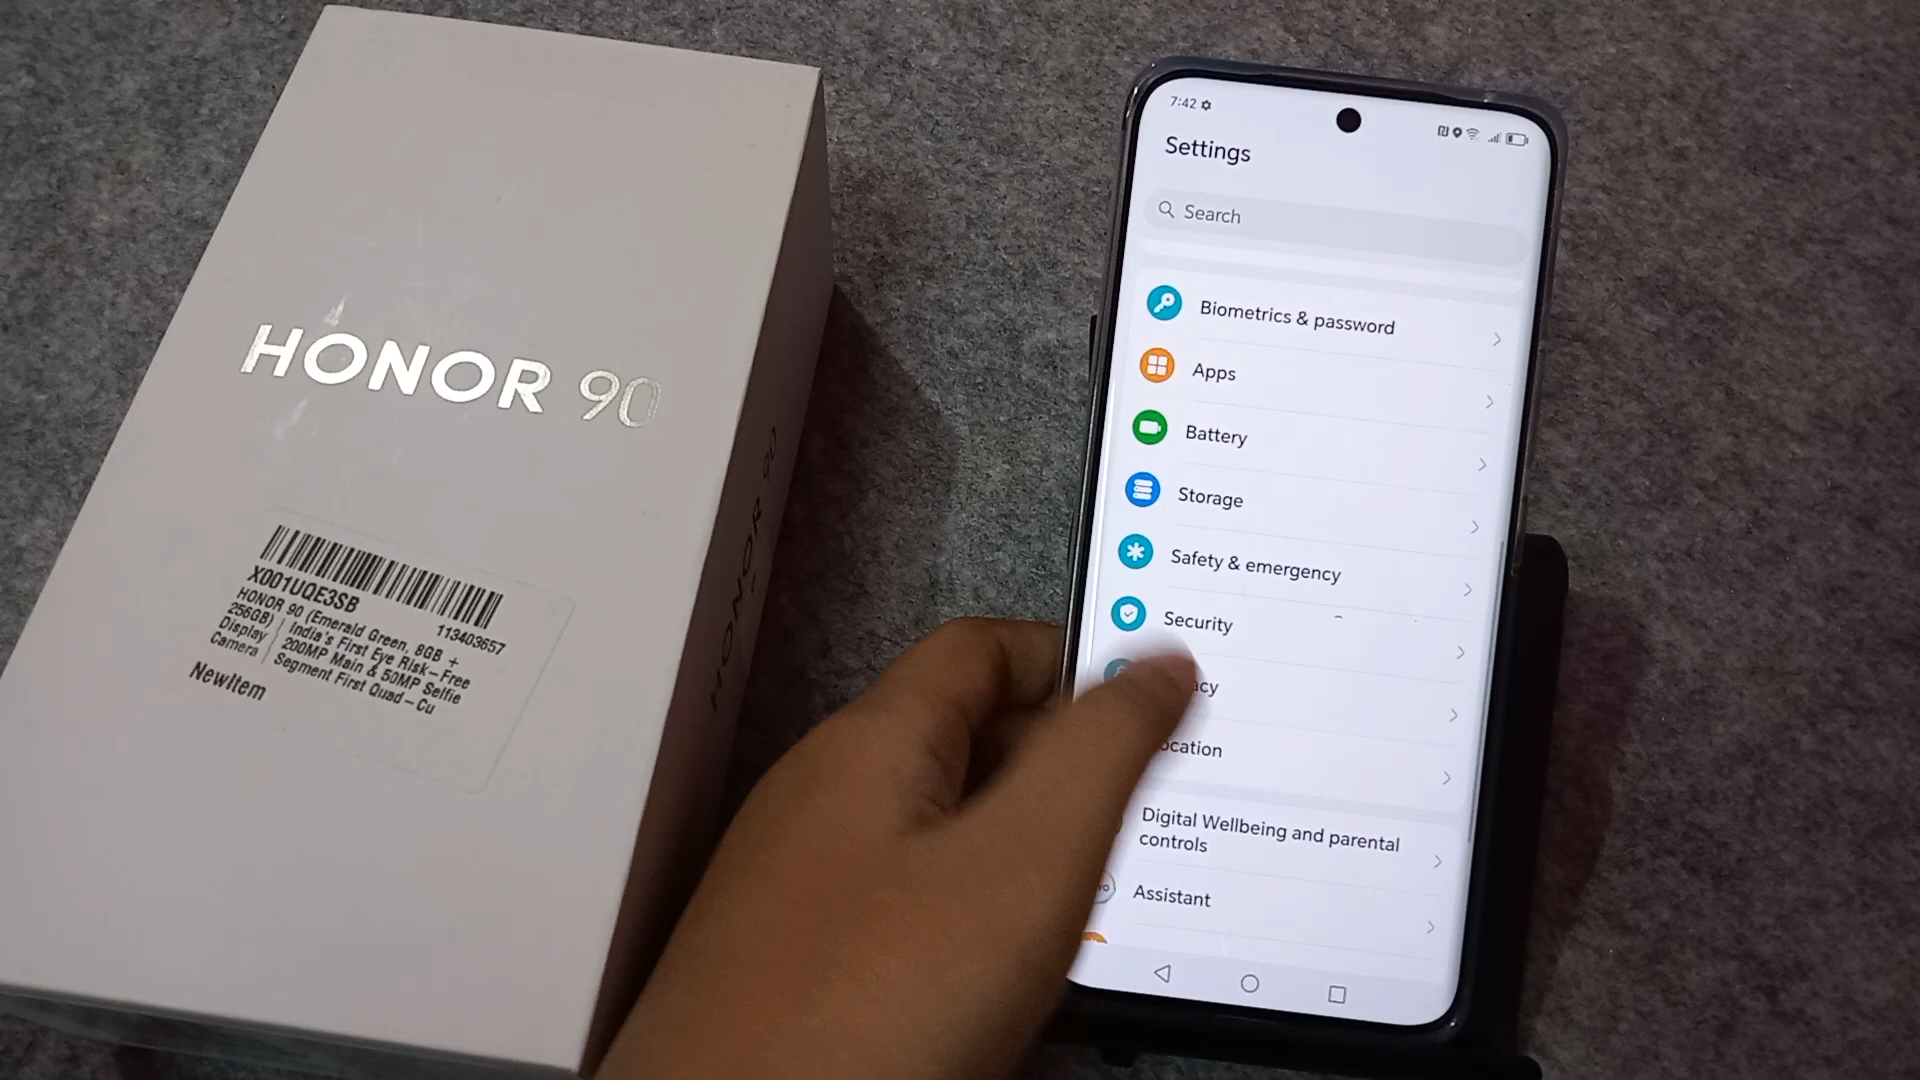 HONOR 90
X001UQE3SB
113403657
HONOR 90 (Emerald Green, 8GB +
256GB) | India's First Eye Risk-Free
Display | 200MP Main & 50MP Selfie
Camera | Segment First Quad-Cu
NewItem
HONOR 90
7:42
Settings
Search
Biometrics & password
Apps
Battery
Storage
Safety & emergency
Security
acy
ocation
Digital Wellbeing and parental
controls
Assistant